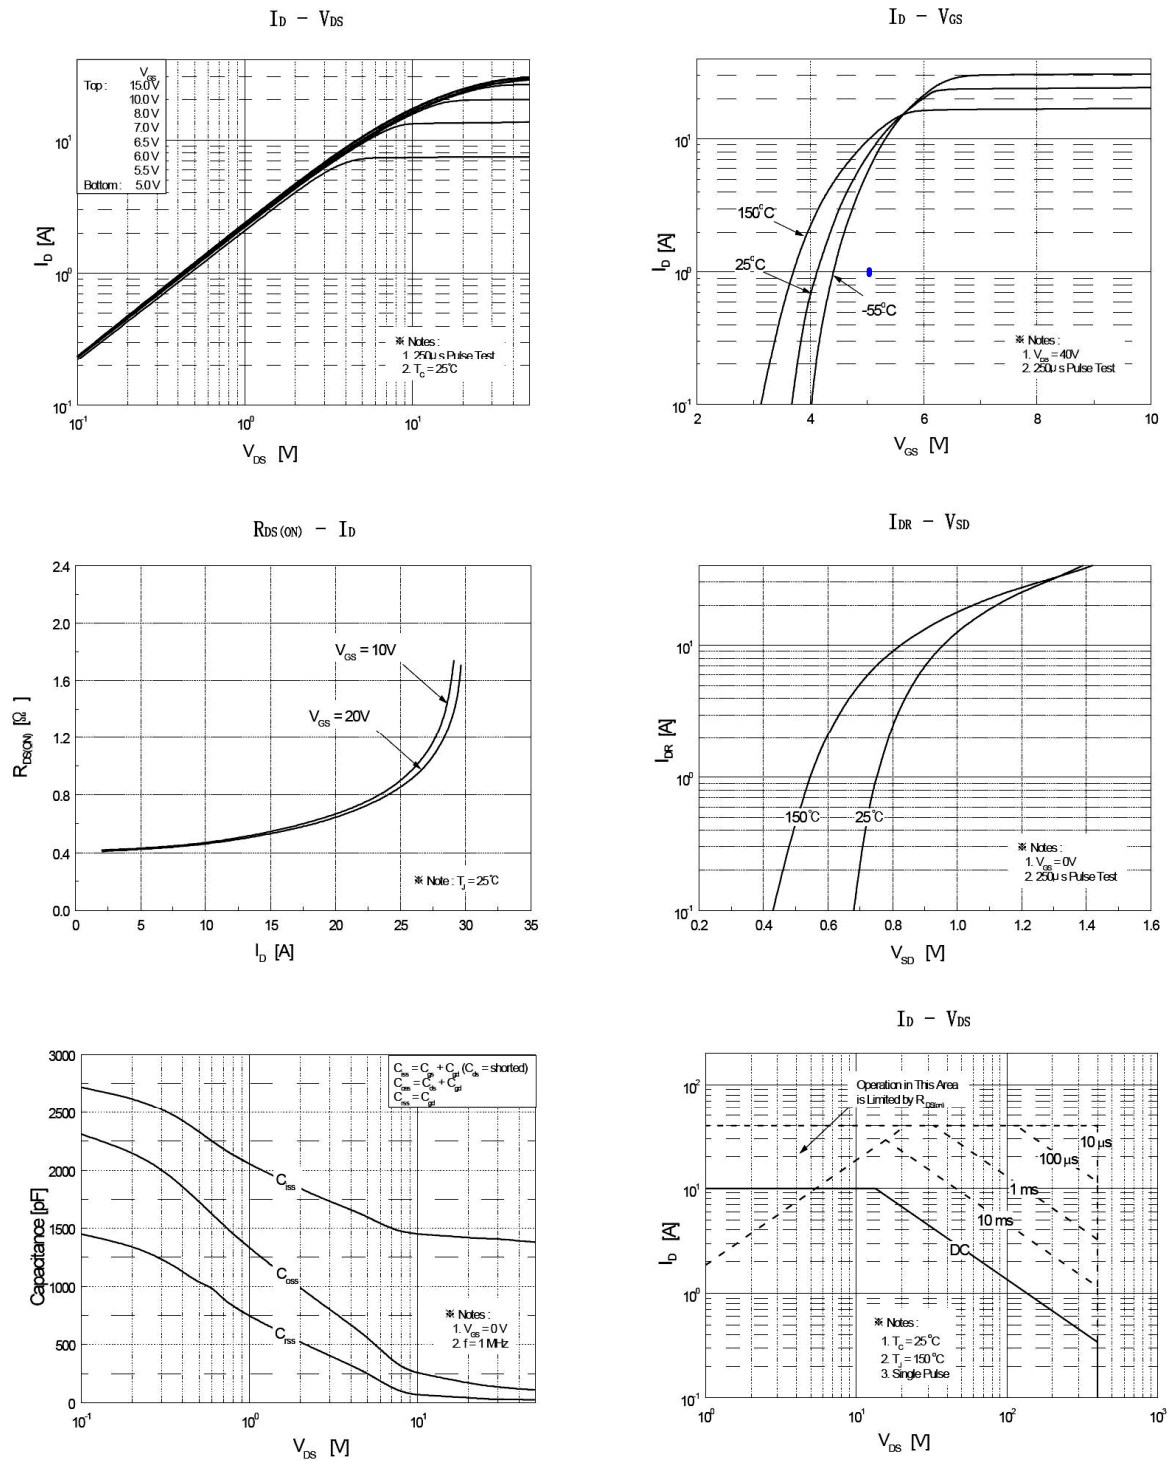 ID - VDS
VGS
Top : 15.0 V
10.0 V
8.0 V
7.0 V
6.5 V
6.0 V
5.5 V
Bottom : 5.0 V
10^1
10^0
10^-1
ID [A]
※ Notes :
1. 250μ s Pulse Test
2. TC = 25℃
10^-1
10^0
10^1
VDS [V]
ID - VGS
10^1
10^0
10^-1
ID [A]
150°C
25°C
-55°C
※ Notes :
1. VDS = 40V
2. 250μ s Pulse Test
2 4 6 8 10
VGS [V]
RDS(ON) - ID
2.4
2.0
1.6
1.2
0.8
0.4
0.0
RDS(ON) [Ω]
VGS = 10V
VGS = 20V
※ Note : TJ = 25℃
0 5 10 15 20 25 30 35
ID [A]
IDR - VSD
10^1
10^0
10^-1
IDR [A]
150℃ 25℃
※ Notes :
1. VGS = 0V
2. 250μ s Pulse Test
0.2 0.4 0.6 0.8 1.0 1.2 1.4 1.6
VSD [V]
3000
2500
2000
1500
1000
500
0
Capacitance [pF]
Ciss = Cgs + Cgd (Cds = shorted)
Coss = Cds + Cgd
Crss = Cgd
Ciss
Coss
Crss
※ Notes :
1. VGS = 0 V
2. f = 1 MHz
10^-1
10^0
10^1
VDS [V]
ID - VDS
10^2
10^1
10^0
10^-1
ID [A]
Operation in This Area
is Limited by RDS(on)
10 μs
100 μs
1 ms
10 ms
DC
※ Notes :
1. TC = 25 °C
2. TJ = 150 °C
3. Single Pulse
10^0
10^1
10^2
10^3
VDS [V]